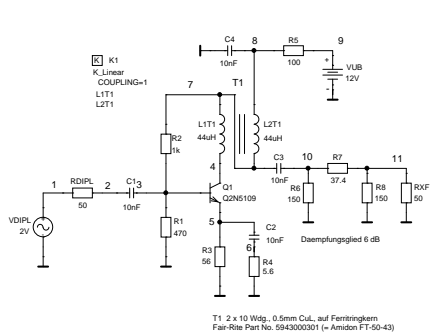 C4
10nF
8
R5
100
9
VUB
12V
+
-
K K1
K_Linear
COUPLING=1
L1T1
L2T1
7
T1
L1T1
44uH
L2T1
44uH
R2
1k
4
C3
10nF
10
R7
37.4
11
1
RDIPL
50
2
C1
10nF
3
Q1
Q2N5109
R6
150
R8
150
RXF
50
VDIPL
2V
R1
470
5
C2
10nF
Daempfungsglied 6 dB
6
R3
56
R4
5.6
T1 2 x 10 Wdg., 0.5mm CuL, auf Ferritringkern
Fair-Rite Part No. 5943000301 (= Amidon FT-50-43)